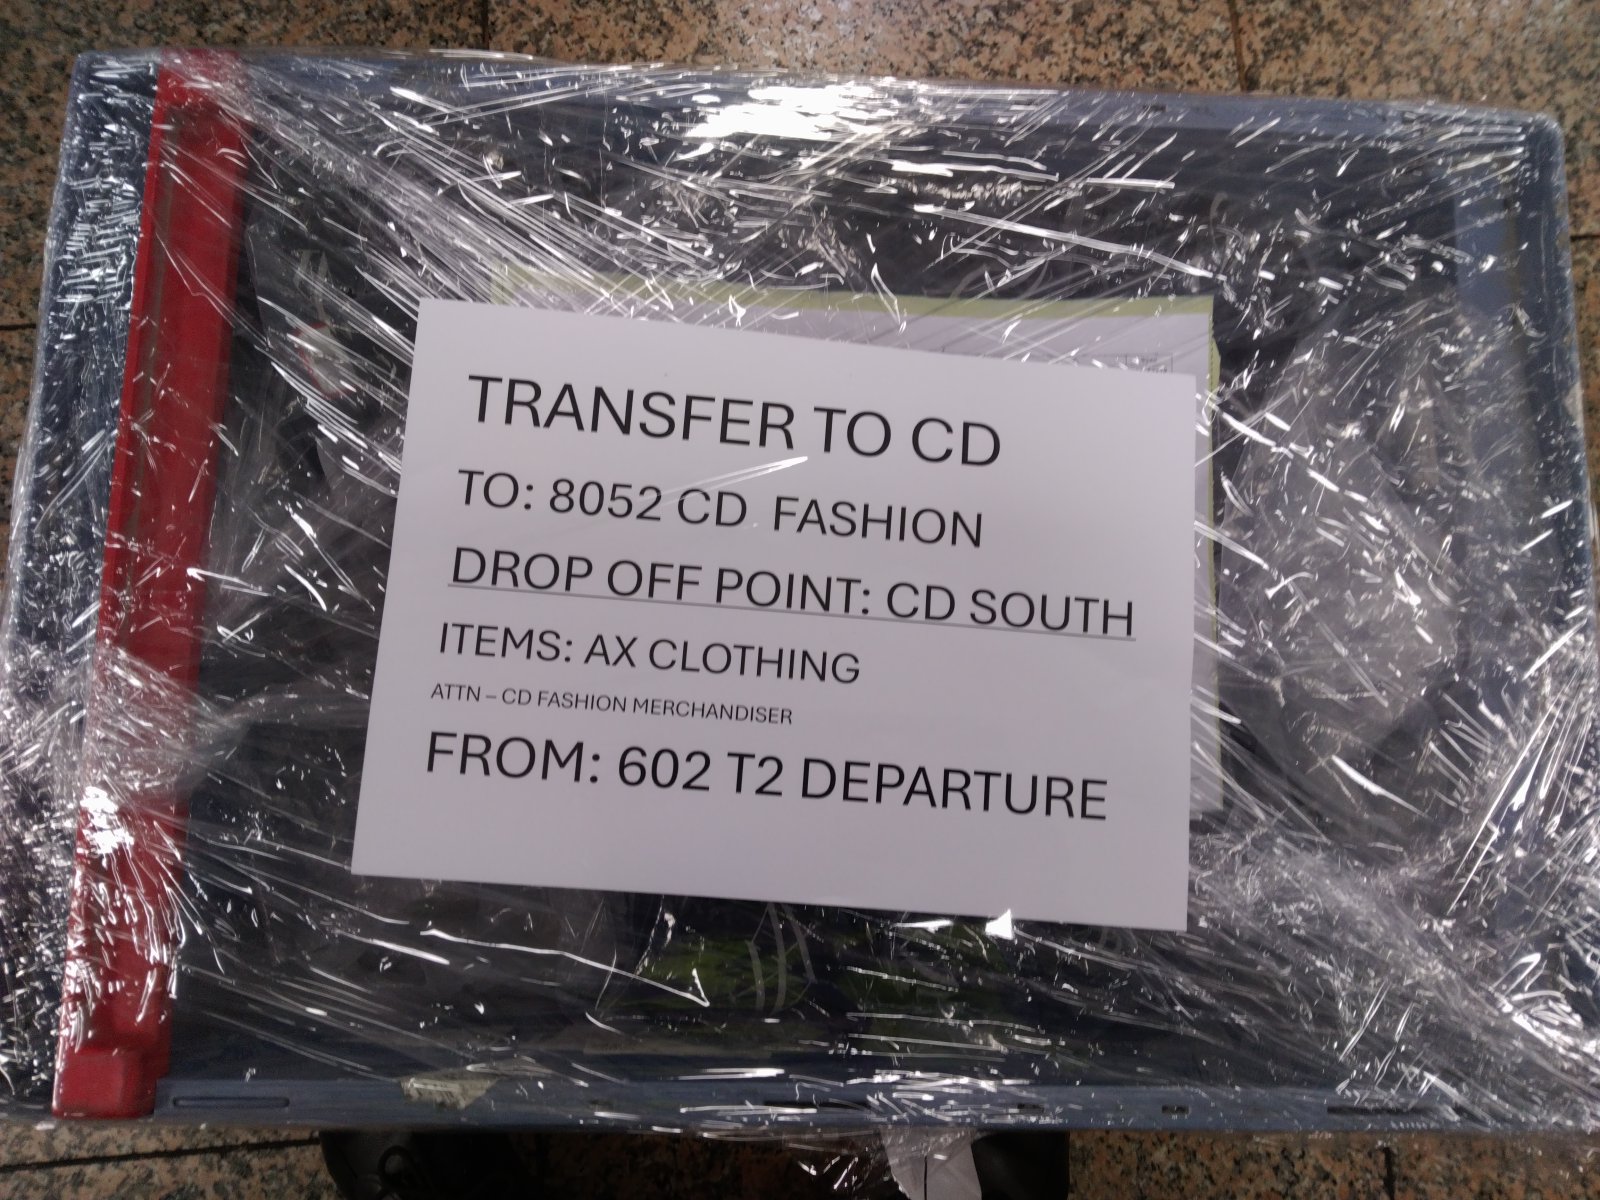 TRANSFER TO CD
TO: 8052 CD FASHION
DROP OFF POINT: CD SOUTH
ITEMS: AX CLOTHING
ATTN – CD FASHION MERCHANDISER
FROM: 602 T2 DEPARTURE